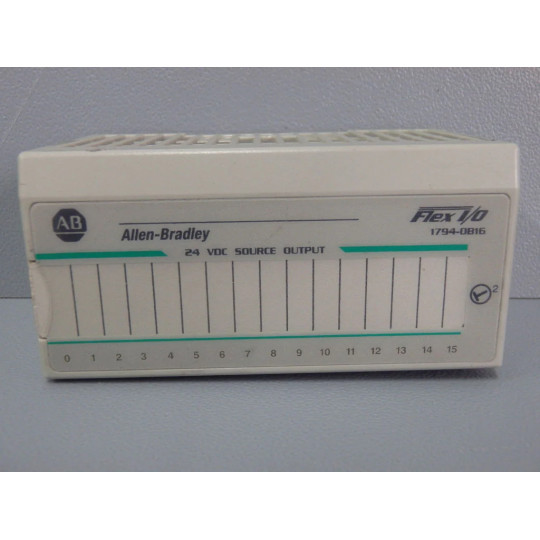 AB
Allen-Bradley
Flex I/O
1794-OB16
24 VDC SOURCE OUTPUT
2
0 1 2 3 4 5 6 7 8 9 10 11 12 13 14 15